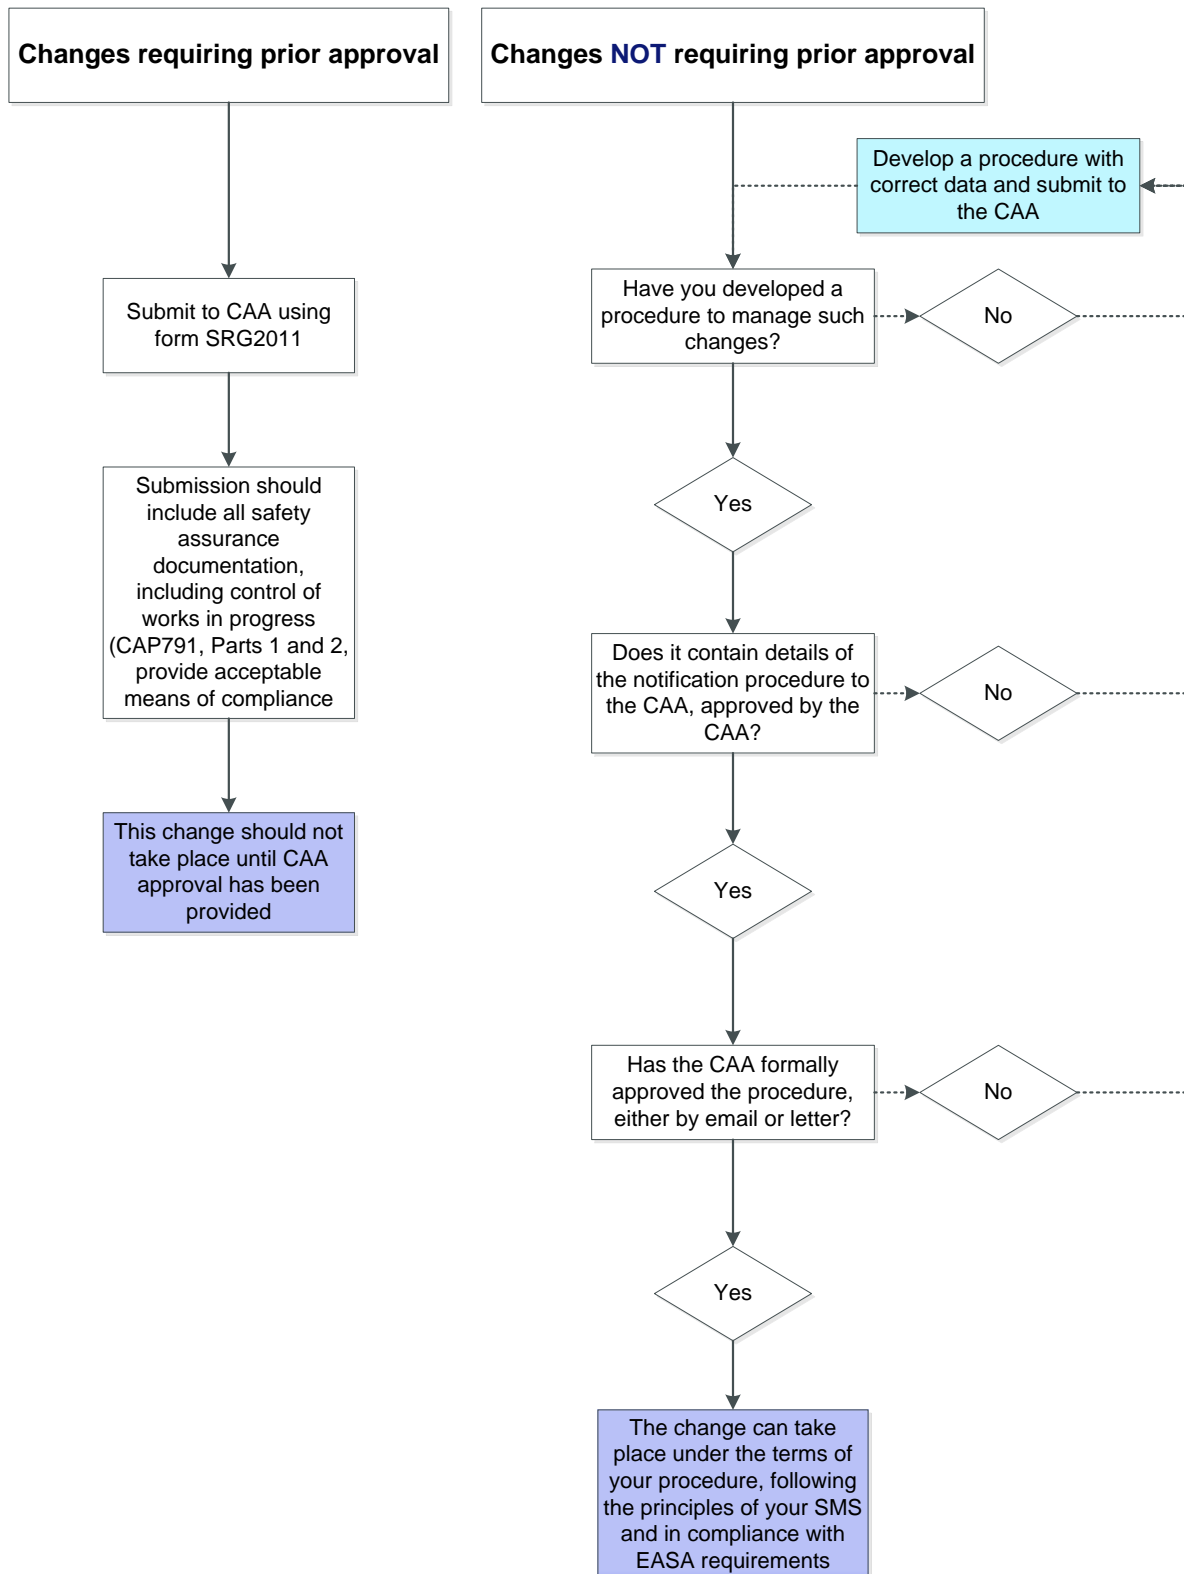 Changes requiring prior approval
Submit to CAA using
form SRG2011
Submission should
include all safety
assurance
documentation,
including control of
works in progress
(CAP791, Parts 1 and 2,
provide acceptable
means of compliance
This change should not
take place until CAA
approval has been
provided
Changes NOT requiring prior approval
Develop a procedure with
correct data and submit to
the CAA
Have you developed a
procedure to manage such
changes?
No
Yes
Does it contain details of
the notification procedure to
the CAA, approved by the
CAA?
No
Yes
Has the CAA formally
approved the procedure,
either by email or letter?
No
Yes
The change can take
place under the terms of
your procedure, following
the principles of your SMS
and in compliance with
EASA requirements